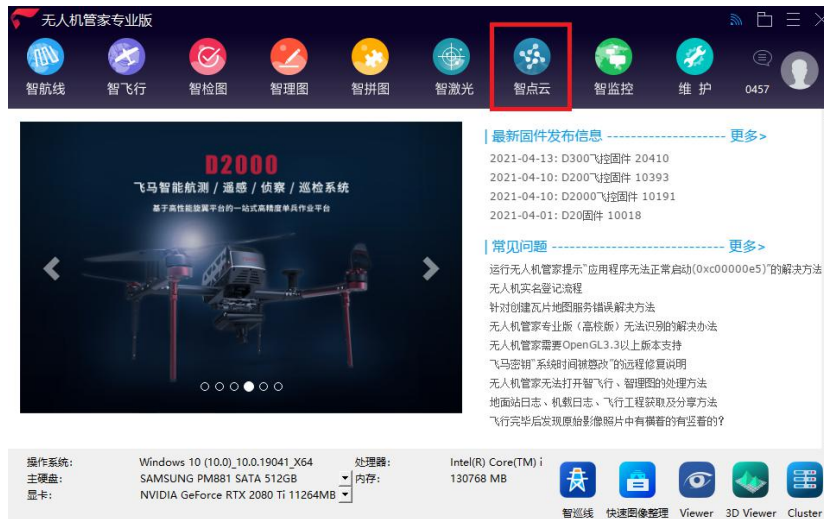 无人机管家专业版
智航线 智飞行 智检图 智理图 智拼图 智激光 智点云 智监控 维 护 0457
D2000
飞马智能航测 / 遥感 / 侦察 / 巡检系统
基于高性能旋翼平台的一站式高精度单兵作业平台
最新固件发布信息 -------------------- 更多>
2021-04-13: D300飞控固件 20410
2021-04-10: D200飞控固件 10393
2021-04-10: D2000飞控固件 10191
2021-04-01: D20固件 10018
常见问题 ----------------------------- 更多>
运行无人机管家提示“应用程序无法正常启动(0xc00000e5)”的解决方法
无人机实名登记流程
针对创建瓦片地图服务错误解决方法
无人机管家专业版（高校版）无法识别的解决办法
无人机管家需要OpenGL3.3以上版本支持
飞马密钥“系统时间被篡改”的远程修复说明
无人机管家无法打开智飞行、智理图的处理方法
地面站日志、机载日志、飞行工程获取及分享方法
飞行完毕后发现原始影像照片中有横着的有竖着的?
操作系统: Windows 10 (10.0)_10.0.19041_X64 处理器: Intel(R) Core(TM) i
主硬盘: SAMSUNG PM881 SATA 512GB 内存: 130768 MB
显卡: NVIDIA GeForce RTX 2080 Ti 11264MB
智巡线 快速图像整理 Viewer 3D Viewer Cluster